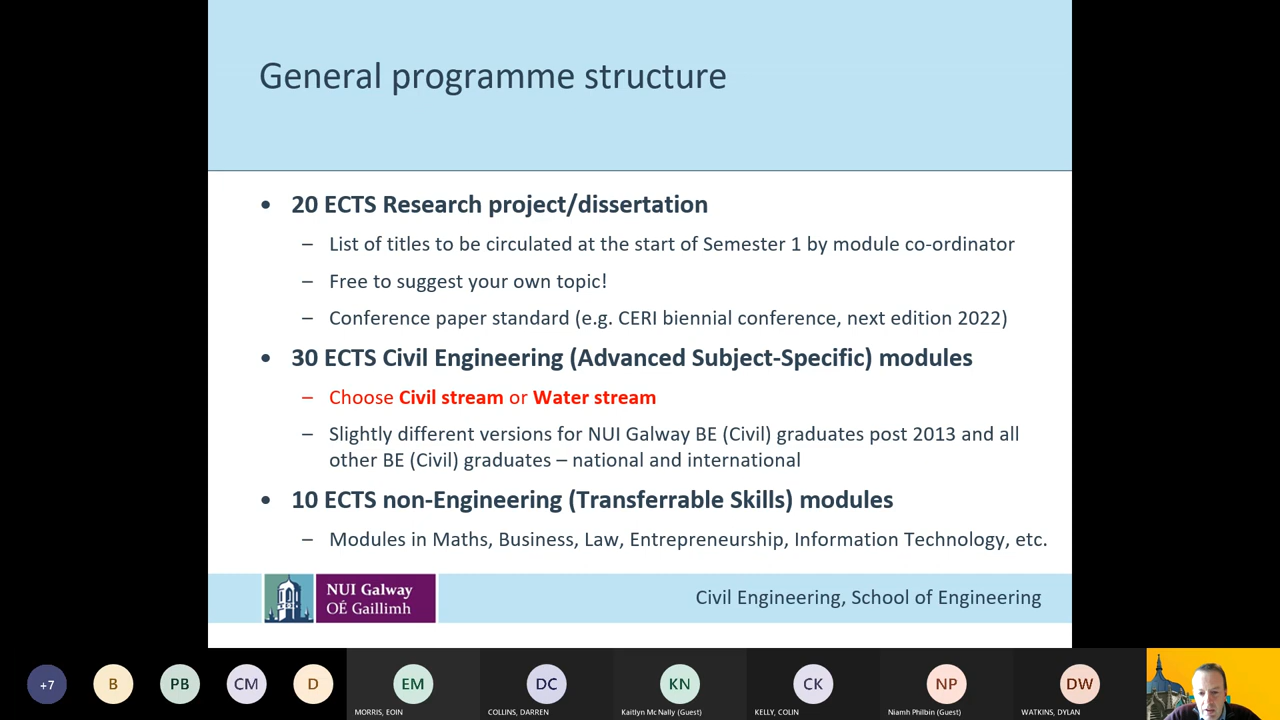 General programme structure
• 20 ECTS Research project/dissertation
– List of titles to be circulated at the start of Semester 1 by module co-ordinator
– Free to suggest your own topic!
– Conference paper standard (e.g. CERI biennial conference, next edition 2022)
• 30 ECTS Civil Engineering (Advanced Subject-Specific) modules
– Choose Civil stream or Water stream
– Slightly different versions for NUI Galway BE (Civil) graduates post 2013 and all
other BE (Civil) graduates – national and international
• 10 ECTS non-Engineering (Transferrable Skills) modules
– Modules in Maths, Business, Law, Entrepreneurship, Information Technology, etc.
NUI Galway
OÉ Gaillimh
Civil Engineering, School of Engineering
+7 B PB CM D EM DC KN CK NP DW
MORRIS, EOIN COLLINS, DARREN Kaitlyn Mc Nally (Guest) KELLY, COLIN Niamh Philbin (Guest) WATKINS, DYLAN